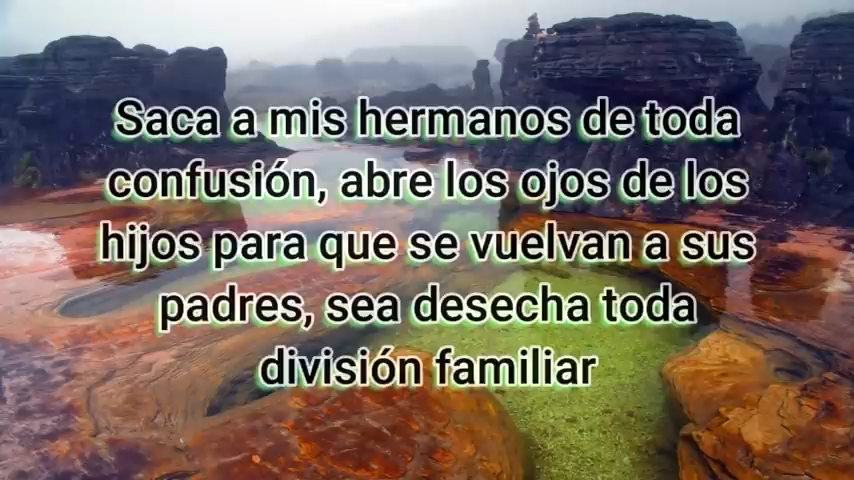 Saca a mis hermanos de toda
confusión, abre los ojos de los
hijos para que se vuelvan a sus
padres, sea desecha toda
división familiar